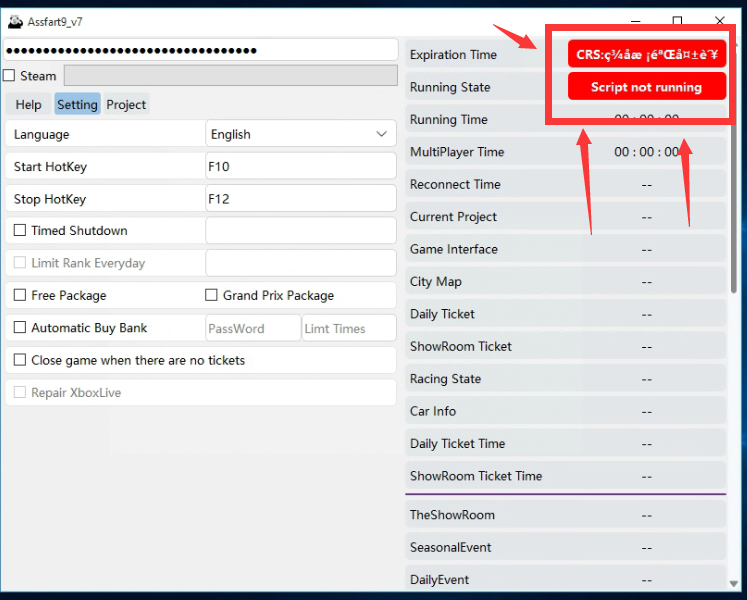 Assfart9_v7
●●●●●●●●●●●●●●●●●●●●●●●●●●●●●●●●●●
Steam
Help Setting Project
Language English
Start HotKey F10
Stop HotKey F12
Timed Shutdown
Limit Rank Everyday
Free Package Grand Prix Package
Automatic Buy Bank PassWord Limt Times
Close game when there are no tickets
Repair XboxLive
Expiration Time CRS:ç¾åæ ¡éªŒå¤±è´¥
Running State Script not running
Running Time 00 : 00 : 00
MultiPlayer Time 00 : 00 : 00
Reconnect Time --
Current Project --
Game Interface --
City Map --
Daily Ticket --
ShowRoom Ticket --
Racing State --
Car Info --
Daily Ticket Time --
ShowRoom Ticket Time --
TheShowRoom --
SeasonalEvent --
DailyEvent --